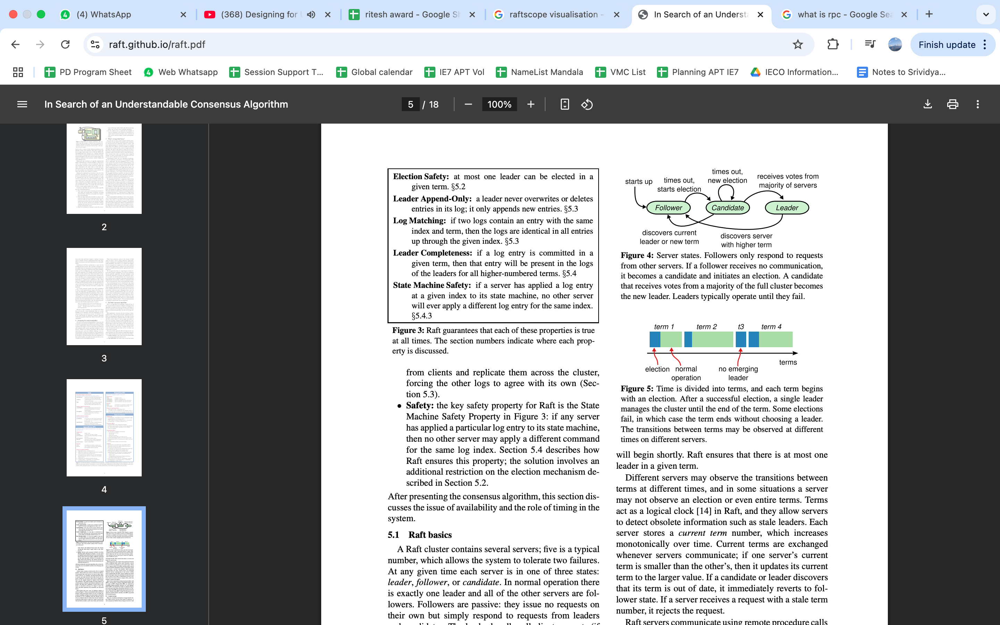 (4) WhatsApp
(368) Designing for
ritesh award - Google Sh
raftscope visualisation -
In Search of an Underst
what is rpc - Google Sea
raft.github.io/raft.pdf
Finish update
PD Program Sheet
4 Web Whatsapp
Session Support T...
Global calendar
IE7 APT Vol
NameList Mandala
VMC List
Planning APT IE7
IECO Information...
Notes to Srividya...
In Search of an Understandable Consensus Algorithm
5 / 18
100%
2
3
4
5
Election Safety: at most one leader can be elected in a
given term. §5.2
Leader Append-Only: a leader never overwrites or deletes
entries in its log; it only appends new entries. §5.3
Log Matching: if two logs contain an entry with the same
index and term, then the logs are identical in all entries
up through the given index. §5.3
Leader Completeness: if a log entry is committed in a
given term, then that entry will be present in the logs
of the leaders for all higher-numbered terms. §5.4
State Machine Safety: if a server has applied a log entry
at a given index to its state machine, no other server
will ever apply a different log entry for the same index.
§5.4.3
Figure 3: Raft guarantees that each of these properties is true
at all times. The section numbers indicate where each prop-
erty is discussed.
from clients and replicate them across the cluster,
forcing the other logs to agree with its own (Sec-
tion 5.3).
• Safety: the key safety property for Raft is the State
Machine Safety Property in Figure 3: if any server
has applied a particular log entry to its state machine,
then no other server may apply a different command
for the same log index. Section 5.4 describes how
Raft ensures this property; the solution involves an
additional restriction on the election mechanism de-
scribed in Section 5.2.
After presenting the consensus algorithm, this section dis-
cusses the issue of availability and the role of timing in the
system.
5.1 Raft basics
A Raft cluster contains several servers; five is a typical
number, which allows the system to tolerate two failures.
At any given time each server is in one of three states:
leader, follower, or candidate. In normal operation there
is exactly one leader and all of the other servers are fol-
lowers. Followers are passive: they issue no requests on
their own but simply respond to requests from leaders
starts up
times out,
starts election
times out,
new election
receives votes from
majority of servers
Follower
Candidate
Leader
discovers current
leader or new term
discovers server
with higher term
Figure 4: Server states. Followers only respond to requests
from other servers. If a follower receives no communication,
it becomes a candidate and initiates an election. A candidate
that receives votes from a majority of the full cluster becomes
the new leader. Leaders typically operate until they fail.
term 1
term 2
t3
term 4
terms
election
normal
operation
no emerging
leader
Figure 5: Time is divided into terms, and each term begins
with an election. After a successful election, a single leader
manages the cluster until the end of the term. Some elections
fail, in which case the term ends without choosing a leader.
The transitions between terms may be observed at different
times on different servers.
will begin shortly. Raft ensures that there is at most one
leader in a given term.
Different servers may observe the transitions between
terms at different times, and in some situations a server
may not observe an election or even entire terms. Terms
act as a logical clock [14] in Raft, and they allow servers
to detect obsolete information such as stale leaders. Each
server stores a current term number, which increases
monotonically over time. Current terms are exchanged
whenever servers communicate; if one server's current
term is smaller than the other's, then it updates its current
term to the larger value. If a candidate or leader discovers
that its term is out of date, it immediately reverts to fol-
lower state. If a server receives a request with a stale term
number, it rejects the request.
Raft servers communicate using remote procedure calls